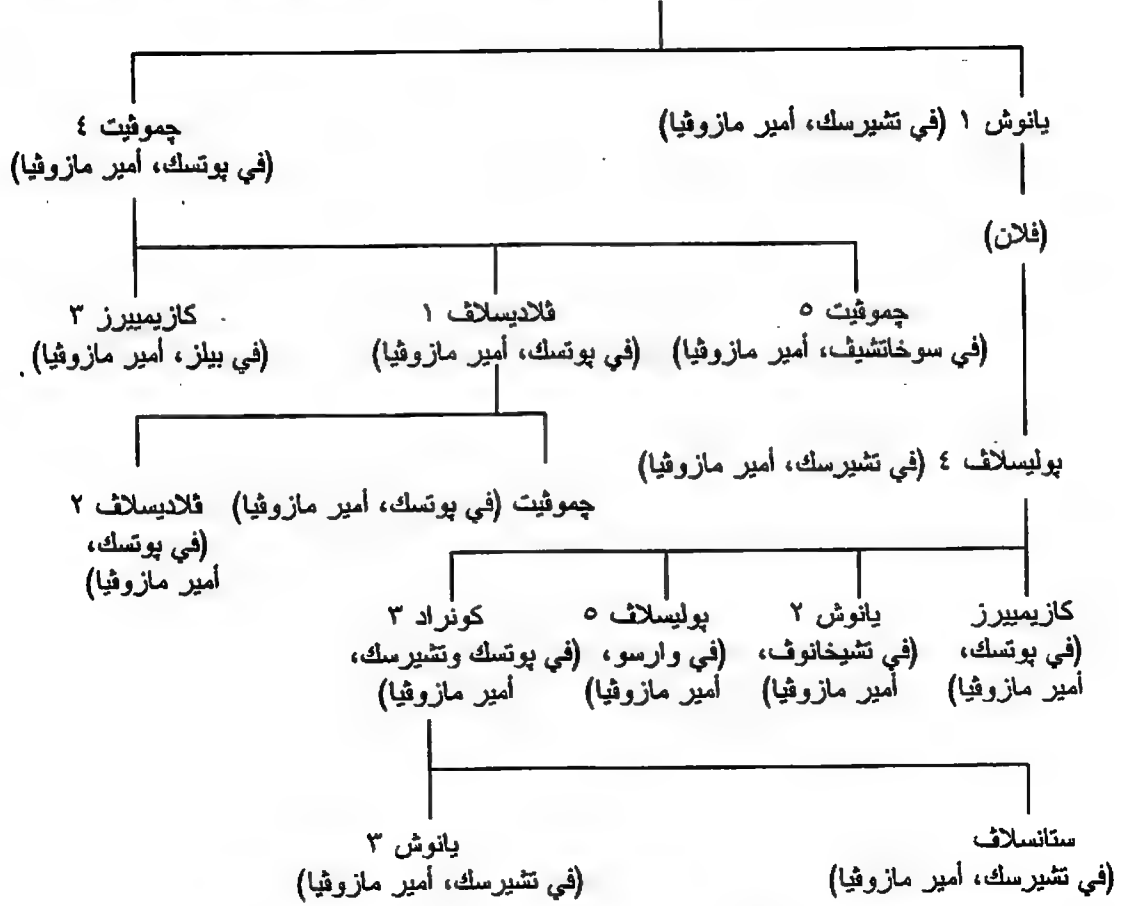 يانوش ١ (في تشيرسك، أمير مازوڤيا)
چموڤيت ٤
(في پوتسك، أمير مازوڤيا)
(فلان)
چموڤيت ٥
(في سوخاتشيڤ، أمير مازوڤيا)
ڤلاديسلاڤ ١
(في پوتسك، أمير مازوڤيا)
كازيمييرز ٣
(في بيلز، أمير مازوڤيا)
پوليسلاڤ ٤ (في تشيرسك، أمير مازوڤيا)
چموڤيت (في پوتسك، أمير مازوڤيا)
ڤلاديسلاڤ ٢
(في پوتسك،
أمير مازوڤيا)
كازيمييرز
(في پوتسك،
أمير مازوڤيا)
يانوش ٢
(في تشيخانوڤ،
أمير مازوڤيا)
پوليسلاڤ ٥
(في وارسو،
أمير مازوڤيا)
كونراد ٣
(في پوتسك وتشيرسك،
أمير مازوڤيا)
ستانسلاڤ
(في تشيرسك، أمير مازوڤيا)
يانوش ٣
(في تشيرسك، أمير مازوڤيا)